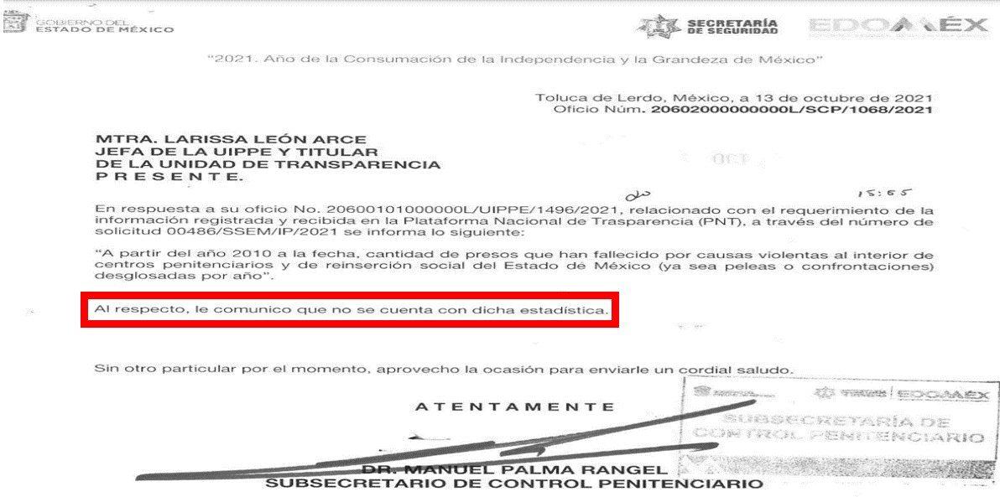 GOBIERNO DEL
ESTADO DE MÉXICO
SECRETARÍA
DE SEGURIDAD
EDOMÉX
“2021. Año de la Consumación de la Independencia y la Grandeza de México”
Toluca de Lerdo, México, a 13 de octubre de 2021
Oficio Núm. 20602000000000L/SCP/1068/2021
MTRA. LARISSA LEÓN ARCE
JEFA DE LA UIPPE Y TITULAR
DE LA UNIDAD DE TRANSPARENCIA
P R E S E N T E.
OCT
15:55
En respuesta a su oficio No. 20600101000000L/UIPPE/1496/2021, relacionado con el requerimiento de la
información registrada y recibida en la Plataforma Nacional de Trasparencia (PNT), a través del número de
solicitud 00486/SSEM/IP/2021 se informa lo siguiente:
“A partir del año 2010 a la fecha, cantidad de presos que han fallecido por causas violentas al interior de
centros penitenciarios y de reinserción social del Estado de México (ya sea peleas o confrontaciones)
desglosadas por año”.
Al respecto, le comunico que no se cuenta con dicha estadística.
Sin otro particular por el momento, aprovecho la ocasión para enviarle un cordial saludo.
A T E N T A M E N T E
EDOMÉX
SUBSECRETARÍA DE
CONTROL PENITENCIARIO
DR. MANUEL PALMA RANGEL
SUBSECRETARIO DE CONTROL PENITENCIARIO